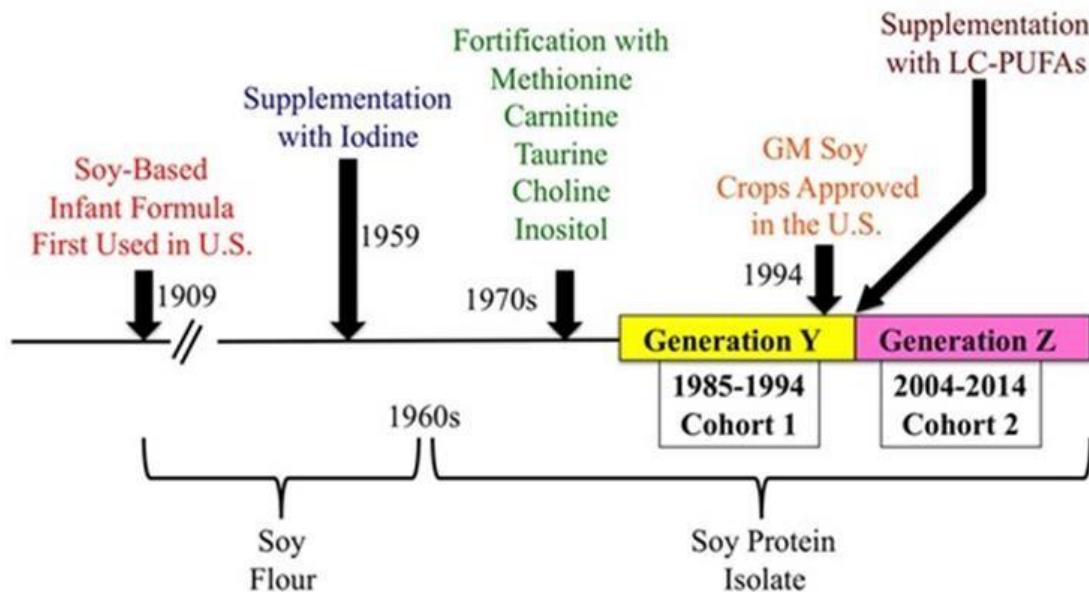 Soy-Based
Infant Formula
First Used in U.S.
1909
Supplementation
with Iodine
1959
Fortification with
Methionine
Carnitine
Taurine
Choline
Inositol
1970s
GM Soy
Crops Approved
in the U.S.
1994
Supplementation
with LC-PUFAs
Generation Y
Generation Z
1985-1994
Cohort 1
2004-2014
Cohort 2
1960s
Soy
Flour
Soy Protein
Isolate